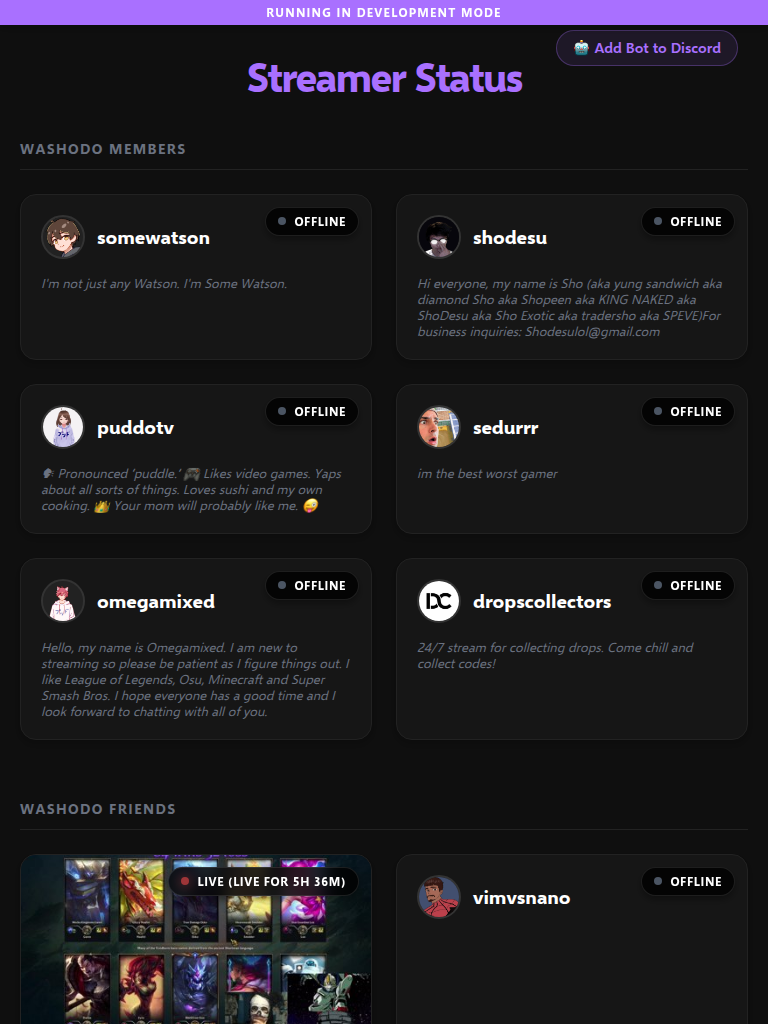 RUNNING IN DEVELOPMENT MODE
🤖 Add Bot to Discord
Streamer Status
WASHODO MEMBERS
somewatson
OFFLINE
I'm not just any Watson. I'm Some Watson.
shodesu
OFFLINE
Hi everyone, my name is Sho (aka yung sandwich aka
diamond Sho aka Shopeen aka KING NAKED aka
ShoDesu aka Sho Exotic aka tradersho aka SPEVE)For
business inquiries: Shodesulol@gmail.com
puddotv
OFFLINE
🗣 Pronounced 'puddle.' 🎮 Likes video games. Yaps
about all sorts of things. Loves sushi and my own
cooking. 👑 Your mom will probably like me. 😜
sedurrr
OFFLINE
im the best worst gamer
omegamixed
OFFLINE
Hello, my name is Omegamixed. I am new to
streaming so please be patient as I figure things out. I
like League of Legends, Osu, Minecraft and Super
Smash Bros. I hope everyone has a good time and I
look forward to chatting with all of you.
DC
dropscollectors
OFFLINE
24/7 stream for collecting drops. Come chill and
collect codes!
WASHODO FRIENDS
LIVE (LIVE FOR 5H 36M)
vimvsnano
OFFLINE